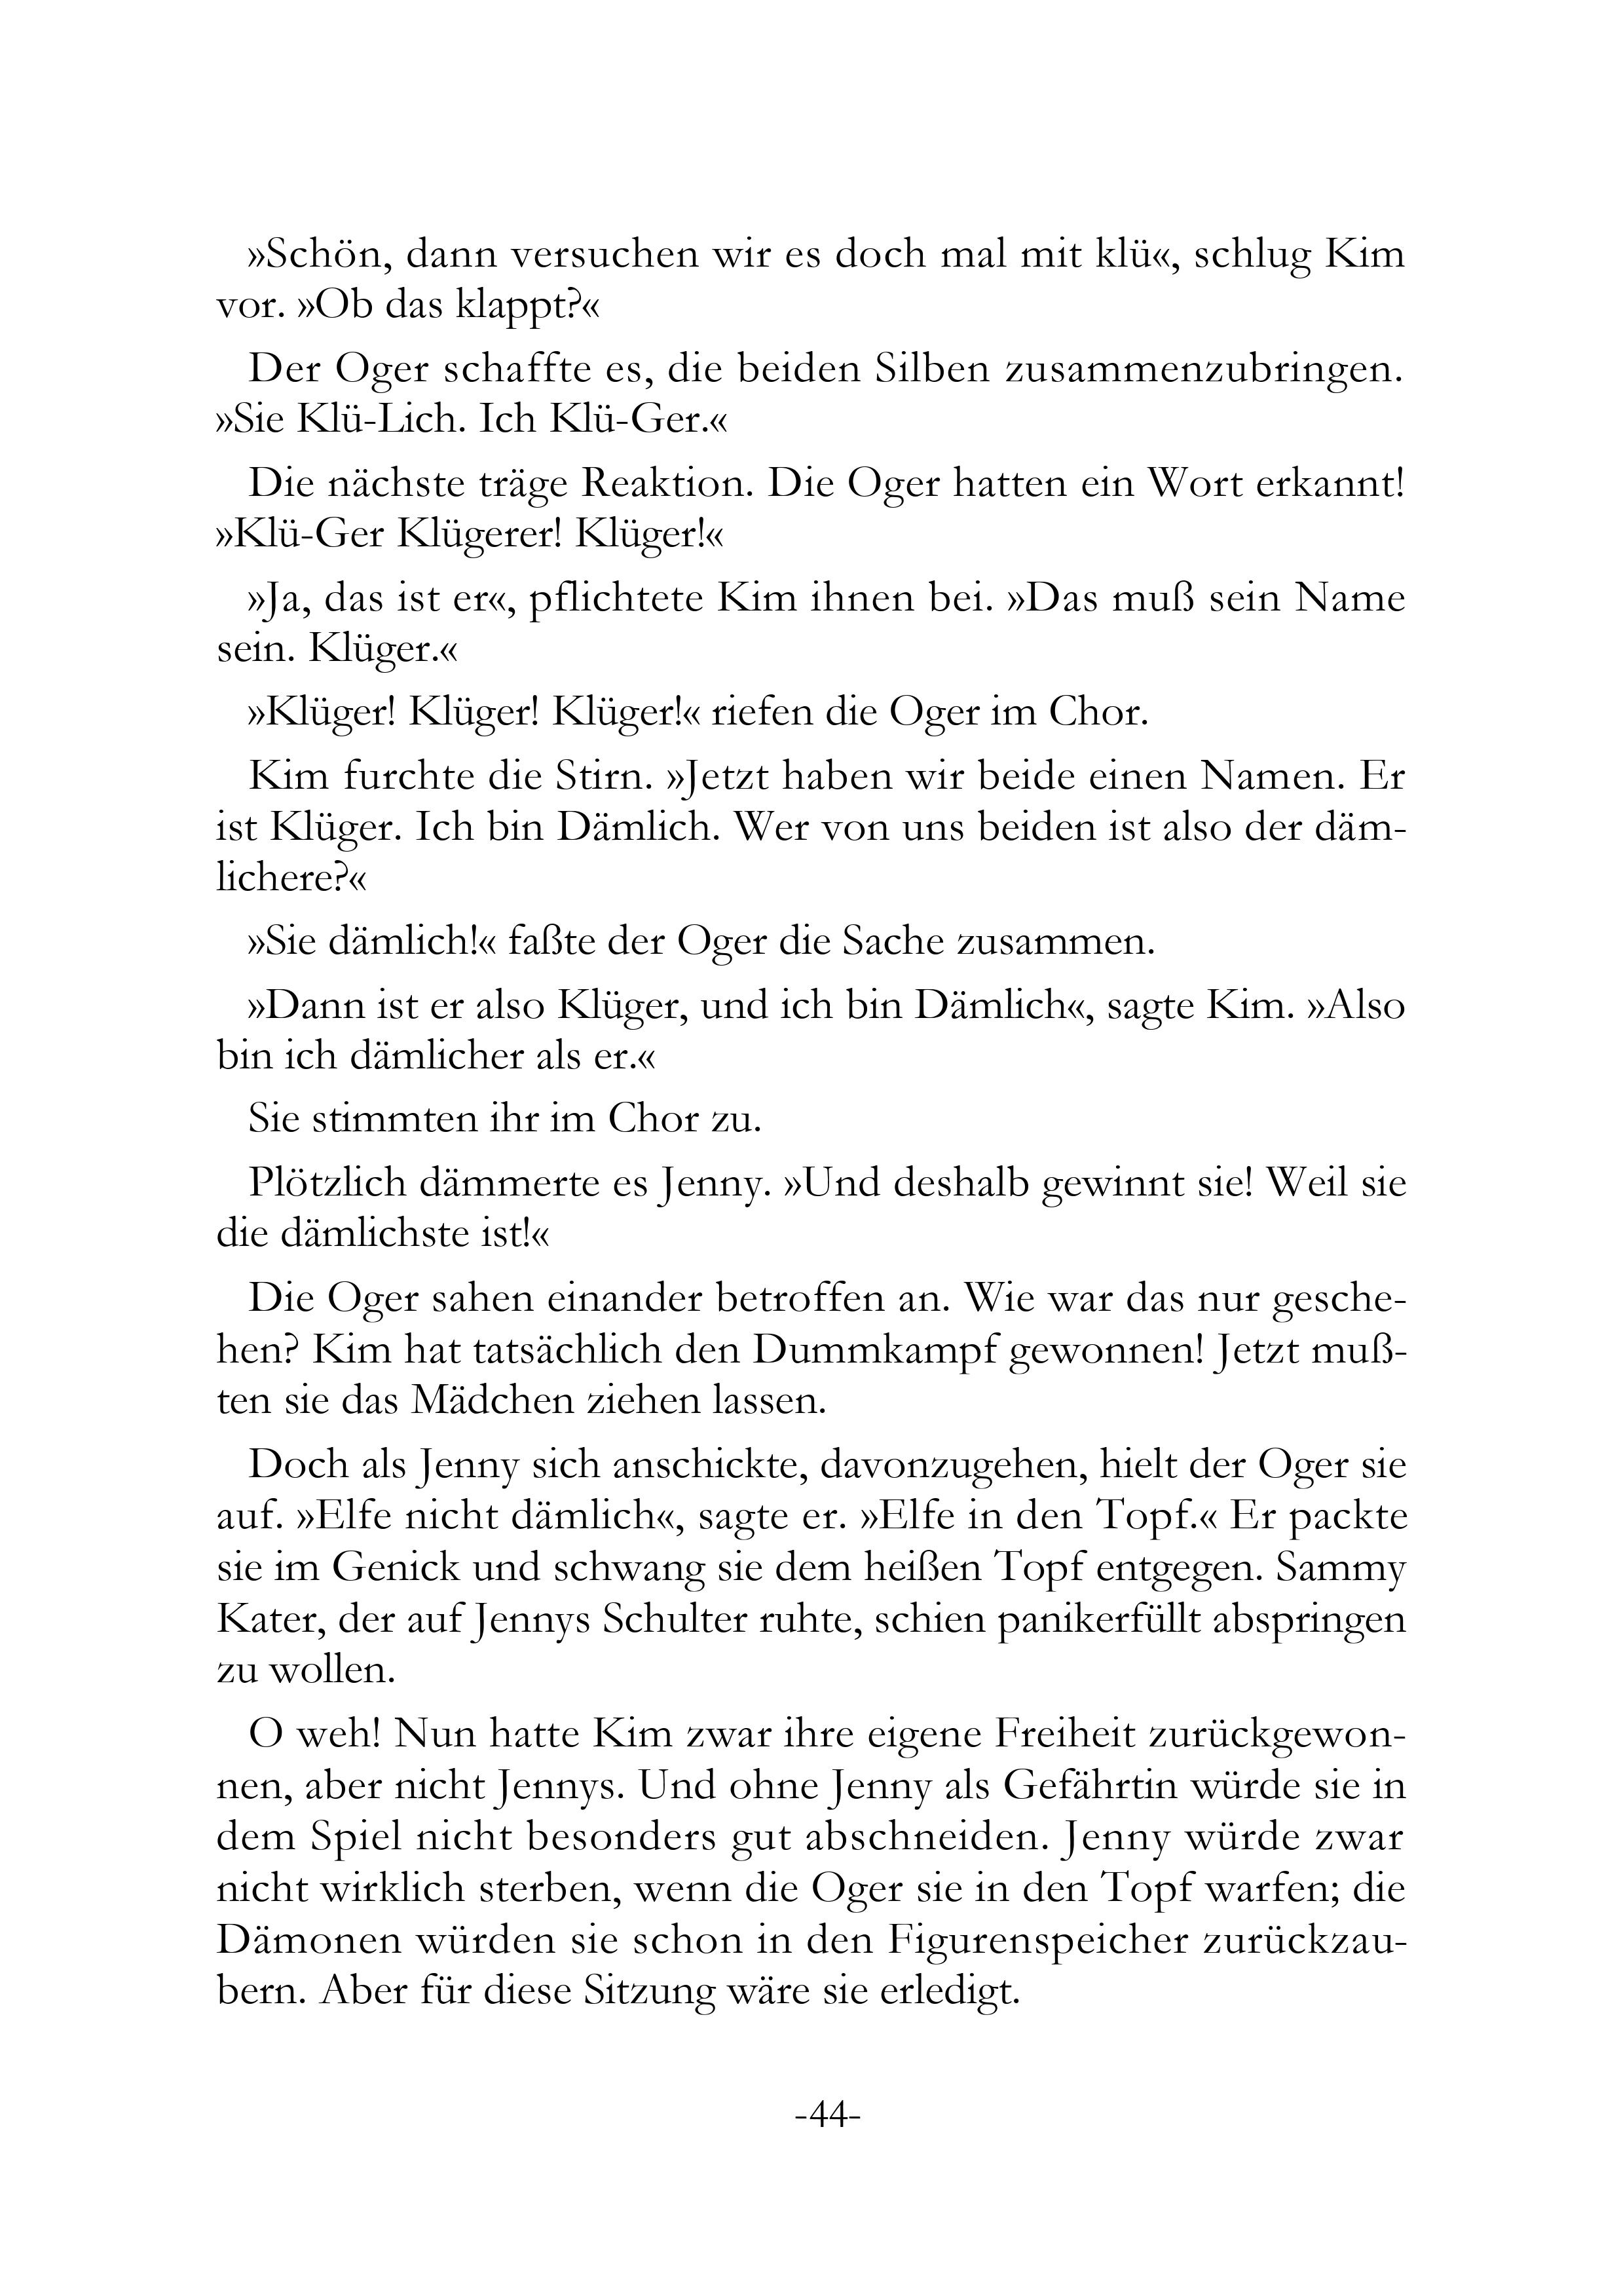 »Schön, dann versuchen wir es doch mal mit klü«, schlug Kim
vor. »Ob das klappt?«
Der Oger schaffte es, die beiden Silben zusammenzubringen.
»Sie Klü-Lich. Ich Klü-Ger.«
Die nächste träge Reaktion. Die Oger hatten ein Wort erkannt!
»Klü-Ger Klügerer! Klüger!«
»Ja, das ist er«, pflichtete Kim ihnen bei. »Das muß sein Name
sein. Klüger.«
»Klüger! Klüger! Klüger!« riefen die Oger im Chor.
Kim furchte die Stirn. »Jetzt haben wir beide einen Namen. Er
ist Klüger. Ich bin Dämlich. Wer von uns beiden ist also der däm-
lichere?«
»Sie dämlich!« faßte der Oger die Sache zusammen.
»Dann ist er also Klüger, und ich bin Dämlich«, sagte Kim. »Also
bin ich dämlicher als er.«
Sie stimmten ihr im Chor zu.
Plötzlich dämmerte es Jenny. »Und deshalb gewinnt sie! Weil sie
die dämlichste ist!«
Die Oger sahen einander betroffen an. Wie war das nur gesche-
hen? Kim hat tatsächlich den Dummkampf gewonnen! Jetzt muß-
ten sie das Mädchen ziehen lassen.
Doch als Jenny sich anschickte, davonzugehen, hielt der Oger sie
auf. »Elfe nicht dämlich«, sagte er. »Elfe in den Topf.« Er packte
sie im Genick und schwang sie dem heißen Topf entgegen. Sammy
Kater, der auf Jennys Schulter ruhte, schien panikerfüllt abspringen
zu wollen.
O weh! Nun hatte Kim zwar ihre eigene Freiheit zurückgewon-
nen, aber nicht Jennys. Und ohne Jenny als Gefährtin würde sie in
dem Spiel nicht besonders gut abschneiden. Jenny würde zwar
nicht wirklich sterben, wenn die Oger sie in den Topf warfen; die
Dämonen würden sie schon in den Figurenspeicher zurückzau-
bern. Aber für diese Sitzung wäre sie erledigt.
-44-